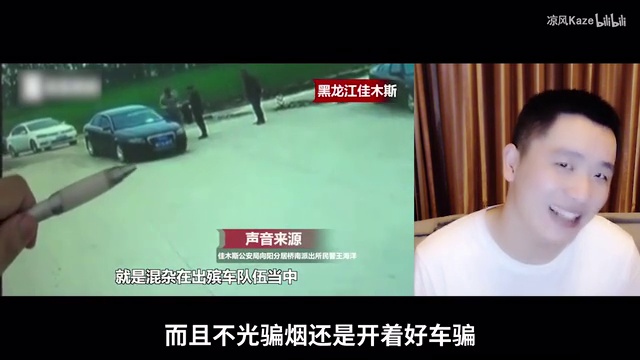 凉风Kaze bilibili
黑龙江佳木斯
声音来源
佳木斯公安局向阳分局桥南派出所民警王海洋
就是混杂在出殡车队伍当中
而且不光骗烟还是开着好车骗